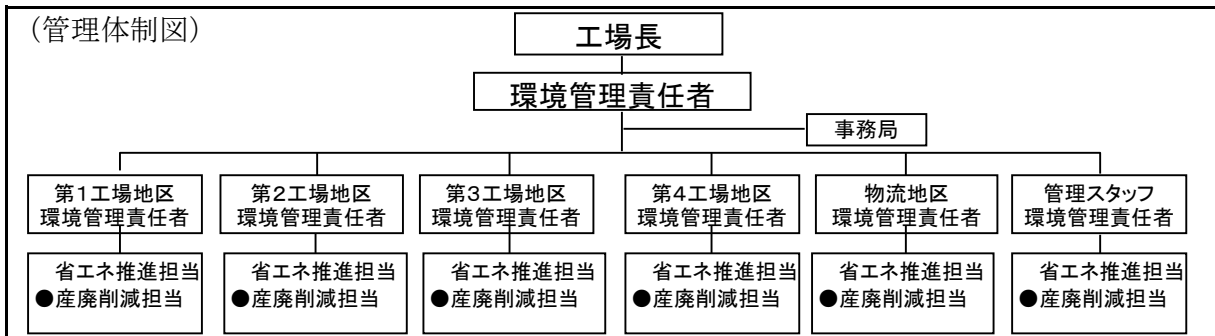 （管理体制図）
工場長
環境管理責任者
事務局
第１工場地区
環境管理責任者
第２工場地区
環境管理責任者
第３工場地区
環境管理責任者
第４工場地区
環境管理責任者
物流地区
環境管理責任者
管理スタッフ
環境管理責任者
省エネ推進担当
●産廃削減担当
省エネ推進担当
●産廃削減担当
省エネ推進担当
●産廃削減担当
省エネ推進担当
●産廃削減担当
省エネ推進担当
●産廃削減担当
省エネ推進担当
●産廃削減担当